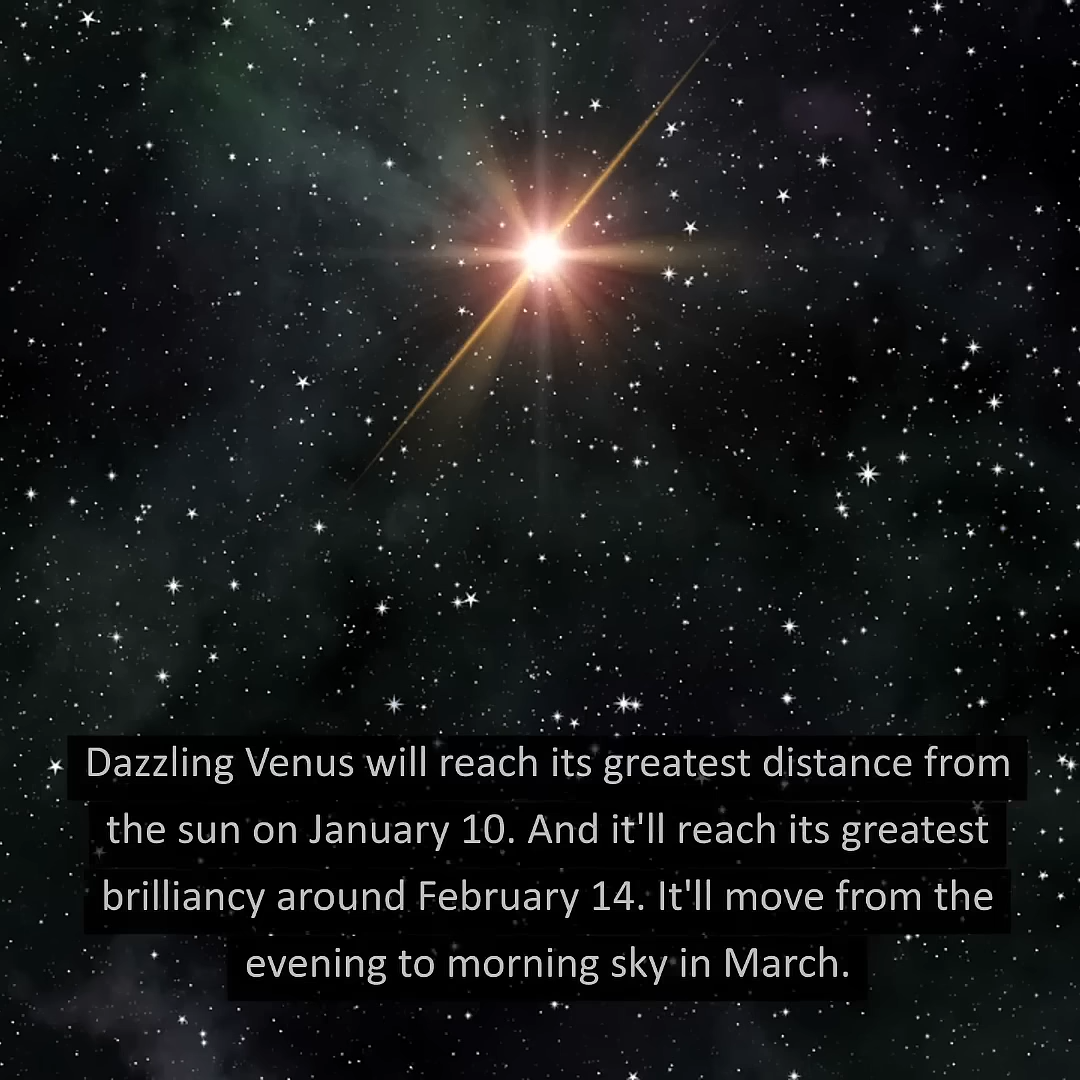 Dazzling Venus will reach its greatest distance from
the sun on January 10. And it'll reach its greatest
brilliancy around February 14. It'll move from the
evening to morning sky in March.